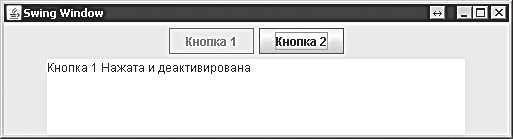 Swing Window
Кнопка 1 Кнопка 2
Кнопка 1 Нажата и деактивирована